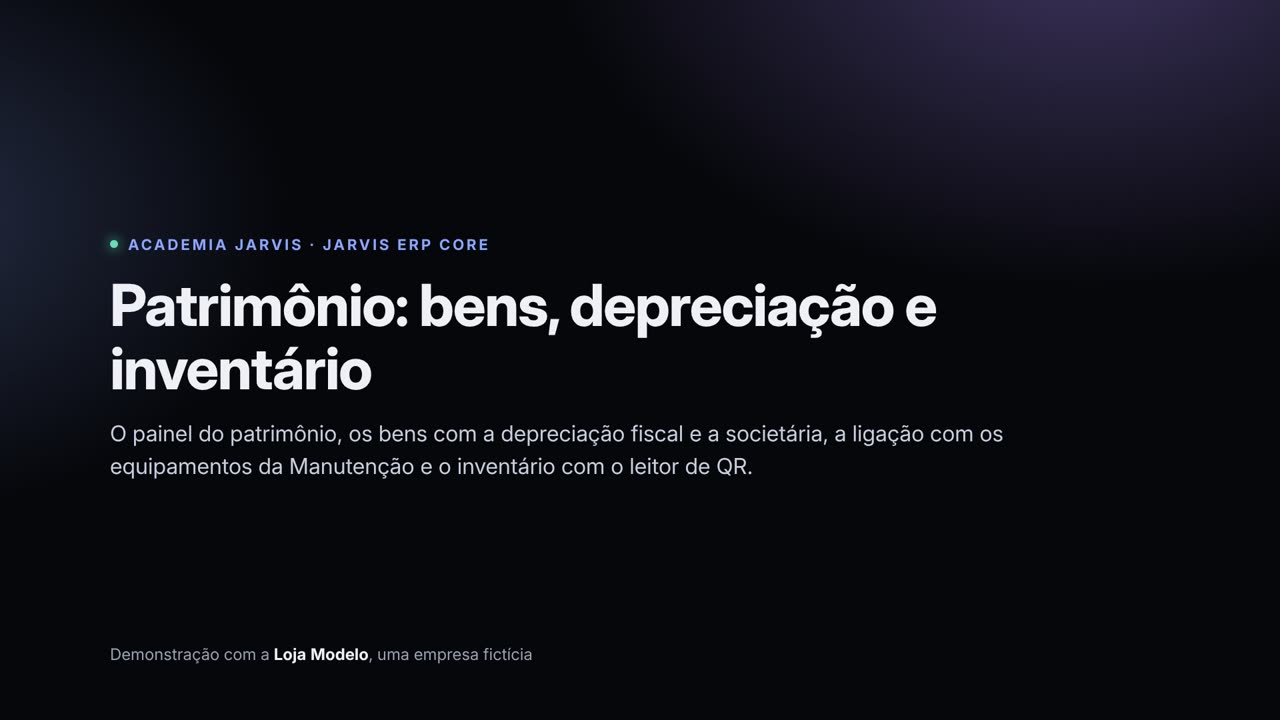 ACADEMIA JARVIS · JARVIS ERP CORE
Patrimônio: bens, depreciação e
inventário
O painel do patrimônio, os bens com a depreciação fiscal e a societária, a ligação com os
equipamentos da Manutenção e o inventário com o leitor de QR.
Demonstração com a Loja Modelo, uma empresa fictícia